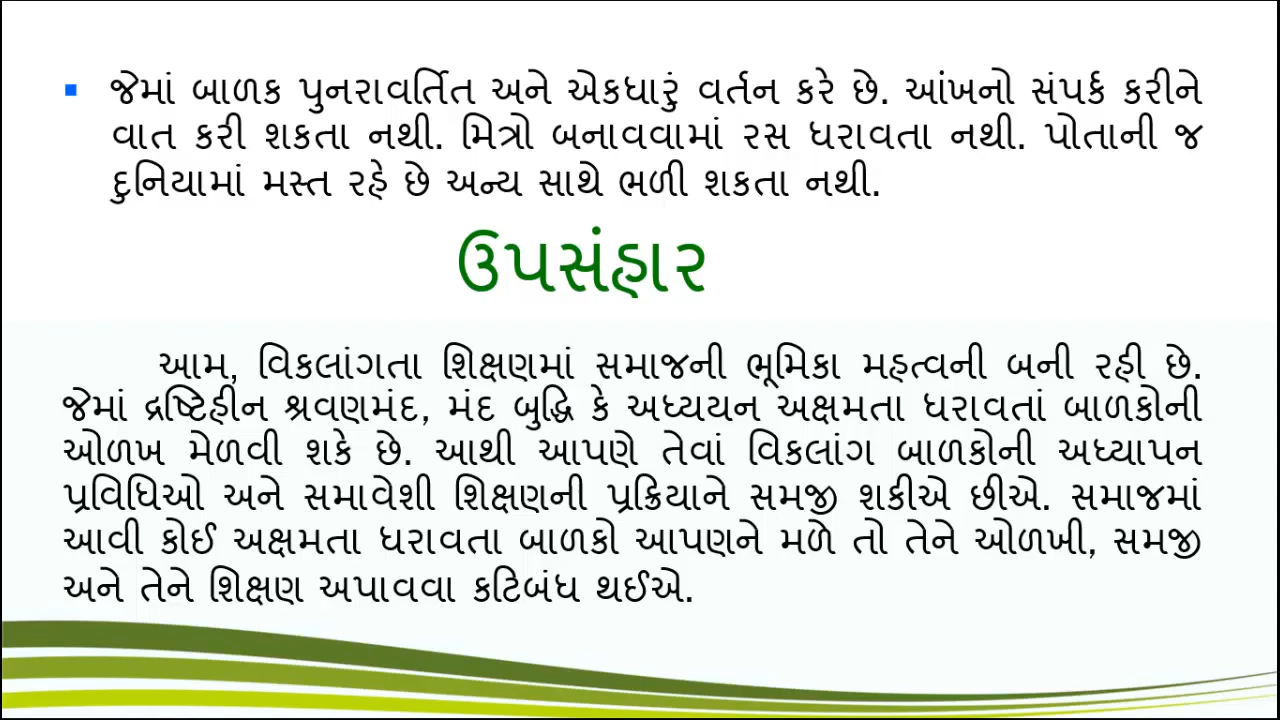 જેમાં બાળક પુનરાવર્તિત અને એકધારું વર્તન કરે છે. આંખનો સંપર્ક કરીને
વાત કરી શકતા નથી. મિત્રો બનાવવામાં રસ ધરાવતા નથી. પોતાની જ
દુનિયામાં મસ્ત રહે છે અન્ય સાથે ભળી શકતા નથી.
ઉપસંહાર
આમ, વિકલાંગતા શિક્ષણમાં સમાજની ભૂમિકા મહત્વની બની રહી છે.
જેમાં દ્રષ્ટિહીન શ્રવણમંદ, મંદ બુદ્ધિ કે અધ્યયન અક્ષમતા ધરાવતાં બાળકોની
ઓળખ મેળવી શકે છે. આથી આપણે તેવાં વિકલાંગ બાળકોની અધ્યાપન
પ્રવિધિઓ અને સમાવેશી શિક્ષણની પ્રક્રિયાને સમજી શકીએ છીએ. સમાજમાં
આવી કોઈ અક્ષમતા ધરાવતા બાળકો આપણને મળે તો તેને ઓળખી, સમજી
અને તેને શિક્ષણ અપાવવા કટિબંધ થઈએ.